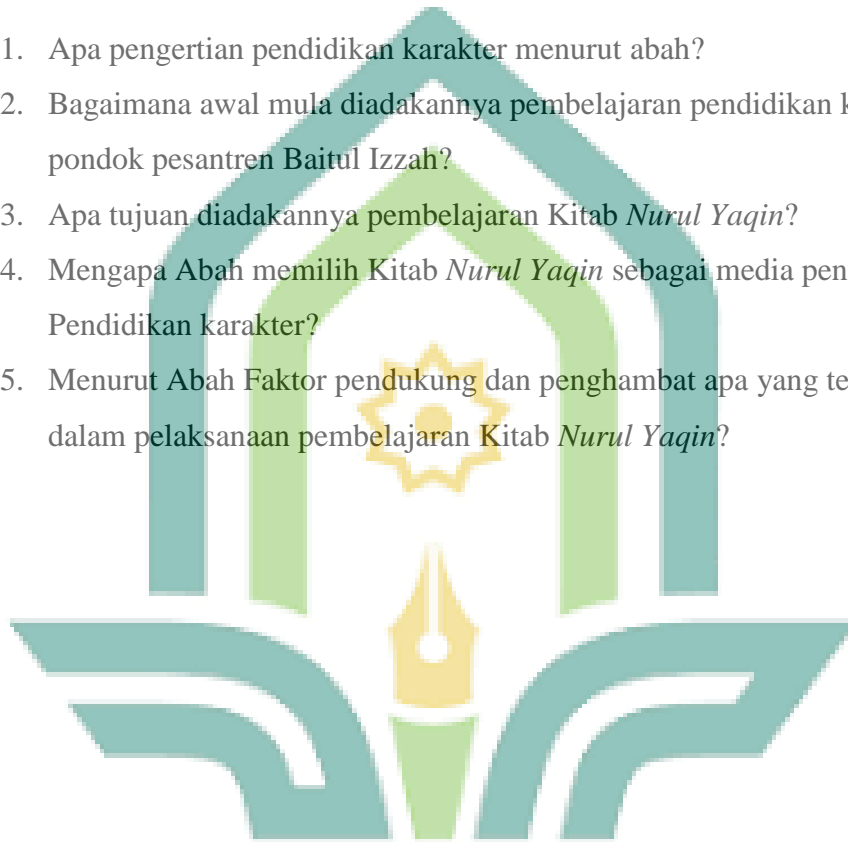 1. Apa pengertian pendidikan karakter menurut abah?
2. Bagaimana awal mula diadakannya pembelajaran pendidikan
pondok pesantren Baitul Izzah?
3. Apa tujuan diadakannya pembelajaran Kitab Nurul Yaqin?
4. Mengapa Abah memilih Kitab Nurul Yaqin sebagai media
Pendidikan karakter?
5. Menurut Abah Faktor pendukung dan penghambat apa yang
dalam pelaksanaan pembelajaran Kitab Nurul Yaqin?